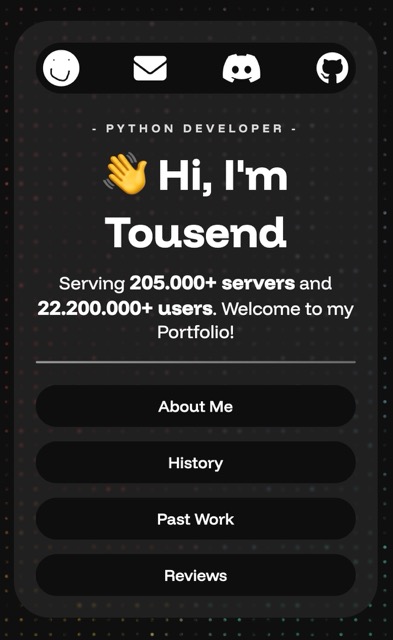 - PYTHON DEVELOPER -
👋 Hi, I'm
Tousend
Serving 205.000+ servers and
22.200.000+ users. Welcome to my
Portfolio!
About Me
History
Past Work
Reviews